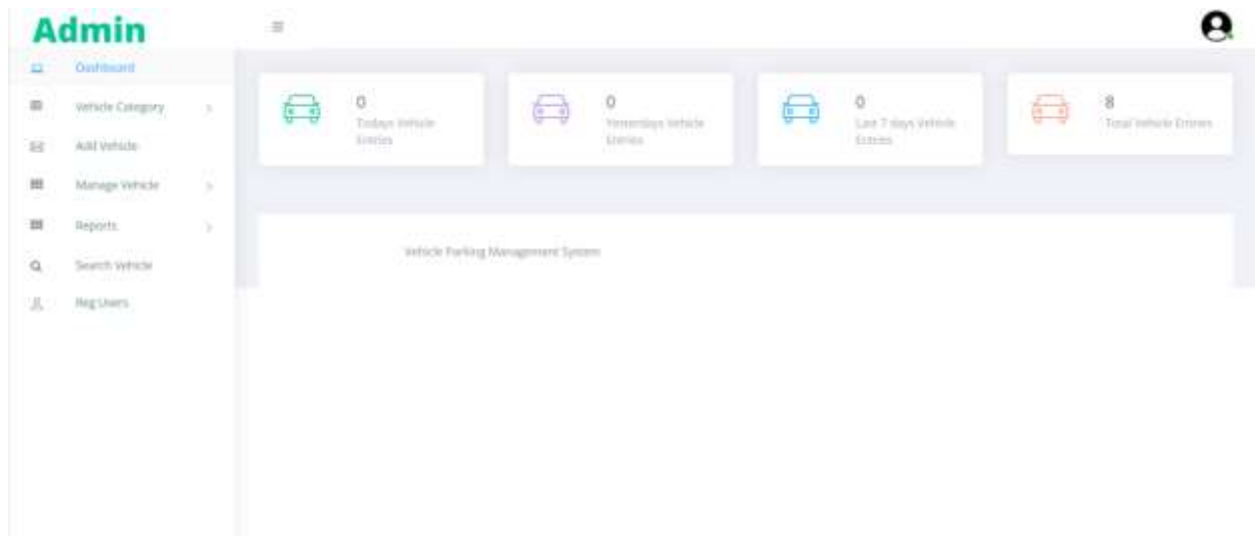 Admin
Dashboard
Vehicle Category
Add Vehicle
Manage Vehicle
Reports
Search Vehicle
Reg Users
0
Todays Vehicle
Entries
0
Yesterdays Vehicle
Entries
0
Last 7 days Vehicle
Entries
8
Total Vehicle Entries
Vehicle Parking Management System